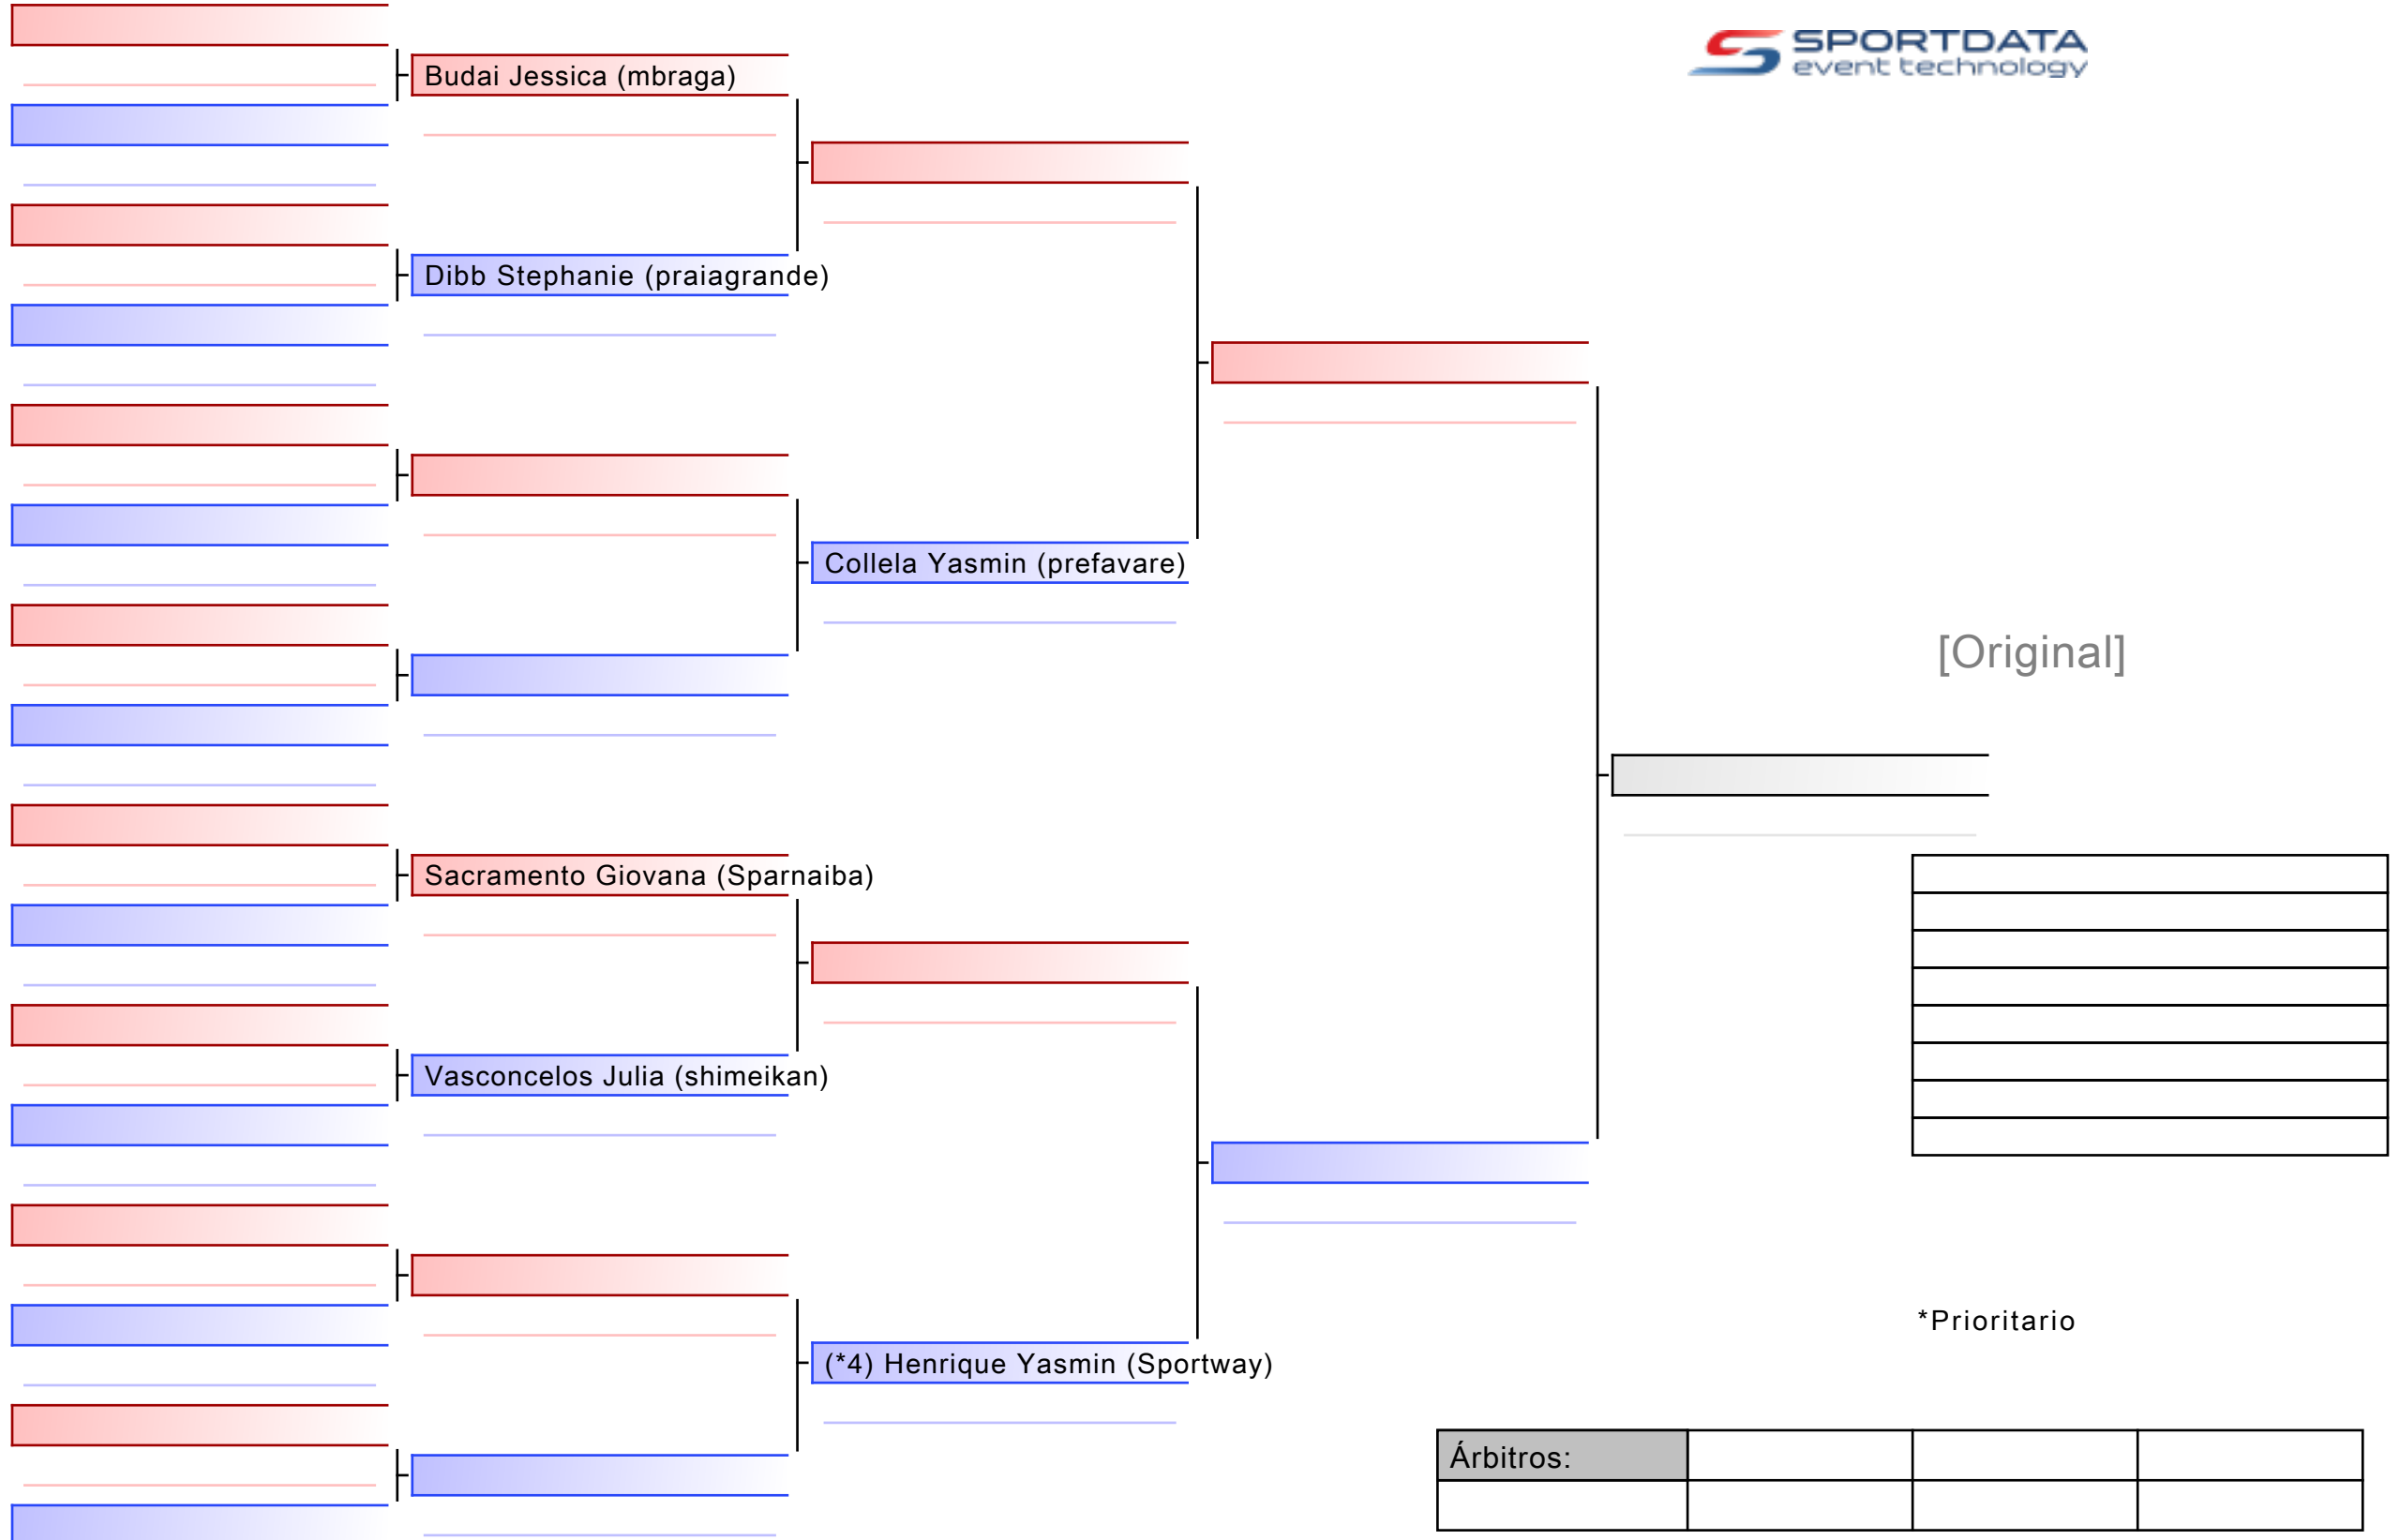 SPORTDATA
event technology
Budai Jessica (mbraga)
Dibb Stephanie (praiagrande)
Collela Yasmin (prefavare)
[Original]
Sacramento Giovana (Sparnaiba)
Vasconcelos Julia (shimeikan)
*Prioritario
(*4) Henrique Yasmin (Sportway)
Árbitros: